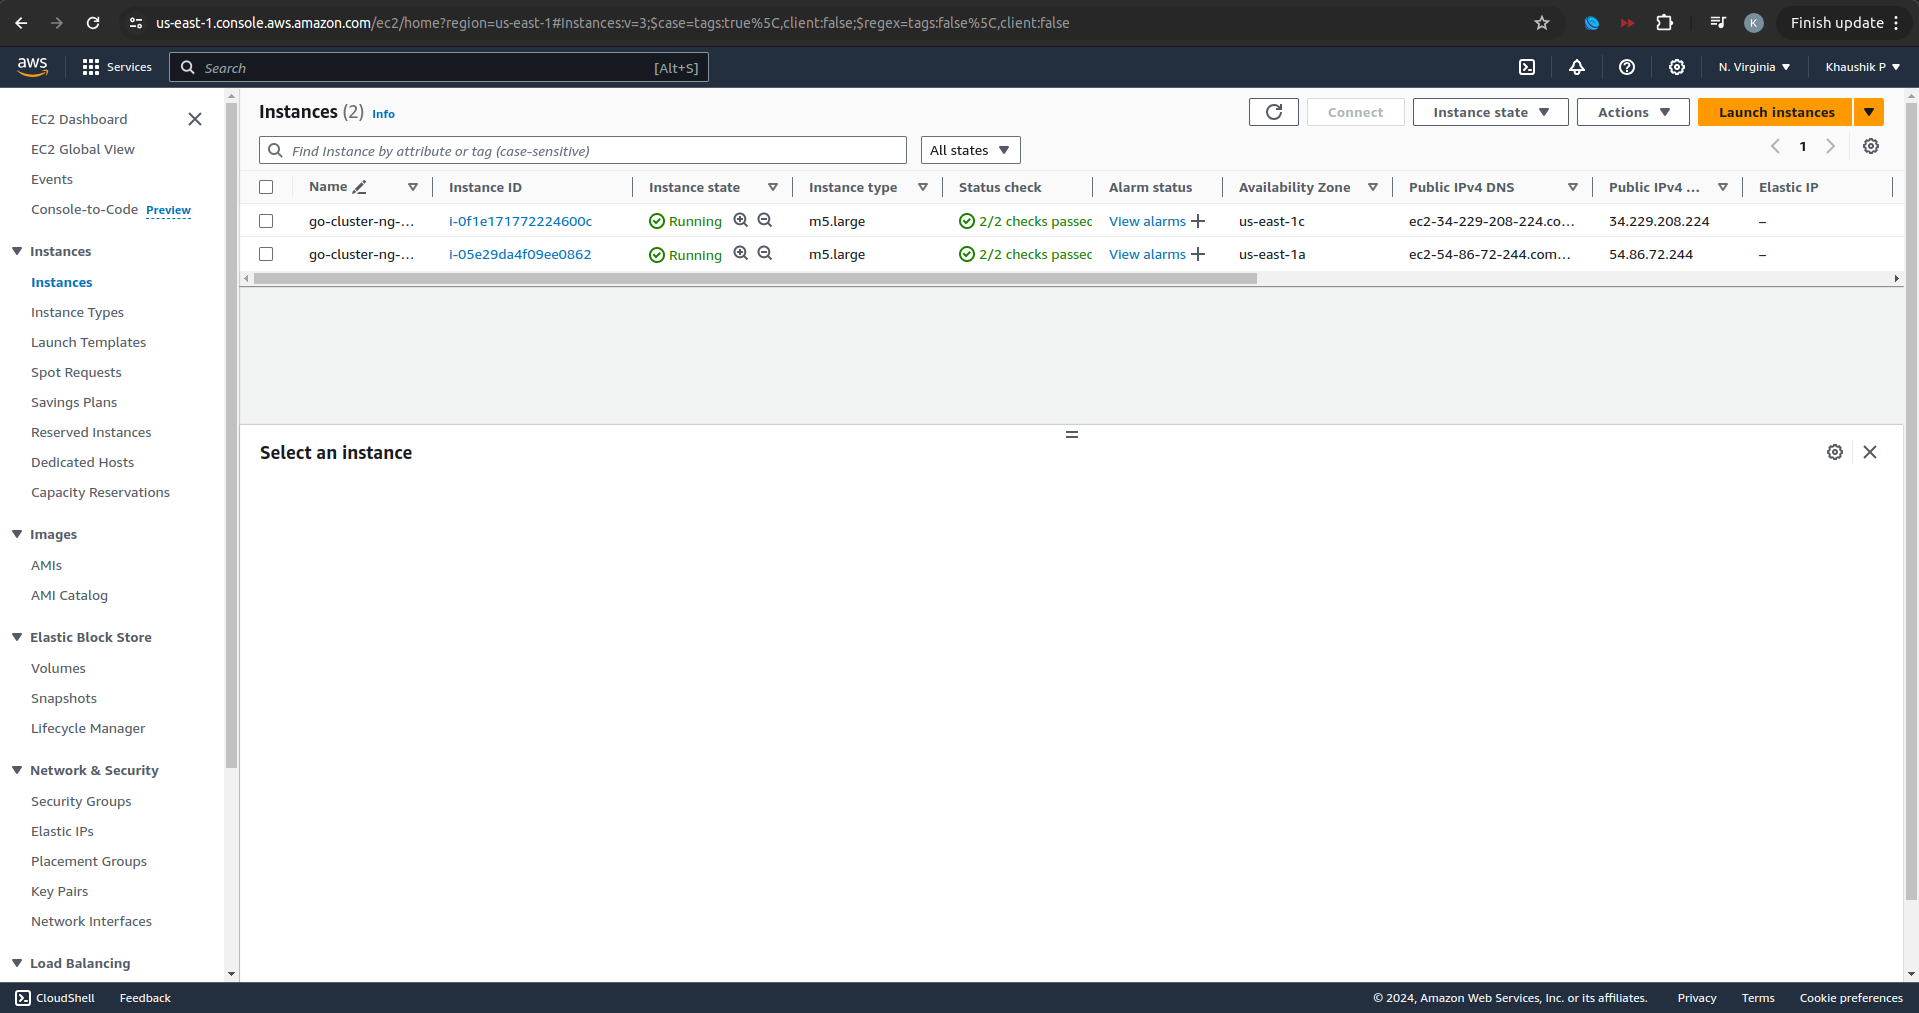 us-east-1.console.aws.amazon.com/ec2/home?region=us-east-1#Instances:v=3;$case=tags:true%5C,client:false;$regex=tags:false%5C,client:false
K
Finish update
aws
Services
Search
[Alt+S]
N. Virginia
Khaushik P
EC2 Dashboard
EC2 Global View
Events
Console-to-Code Preview
Instances
Instances
Instance Types
Launch Templates
Spot Requests
Savings Plans
Reserved Instances
Dedicated Hosts
Capacity Reservations
Images
AMIs
AMI Catalog
Elastic Block Store
Volumes
Snapshots
Lifecycle Manager
Network & Security
Security Groups
Elastic IPs
Placement Groups
Key Pairs
Network Interfaces
Load Balancing
Instances (2) Info
Connect
Instance state
Actions
Launch instances
Find Instance by attribute or tag (case-sensitive)
All states
1
Name Instance ID Instance state Instance type Status check Alarm status Availability Zone Public IPv4 DNS Public IPv4 ... Elastic IP
go-cluster-ng-... i-0f1e171772224600c Running m5.large 2/2 checks passec View alarms + us-east-1c ec2-34-229-208-224.co... 34.229.208.224 –
go-cluster-ng-... i-05e29da4f09ee0862 Running m5.large 2/2 checks passec View alarms + us-east-1a ec2-54-86-72-244.com... 54.86.72.244 –
Select an instance
CloudShell
Feedback
© 2024, Amazon Web Services, Inc. or its affiliates.
Privacy
Terms
Cookie preferences